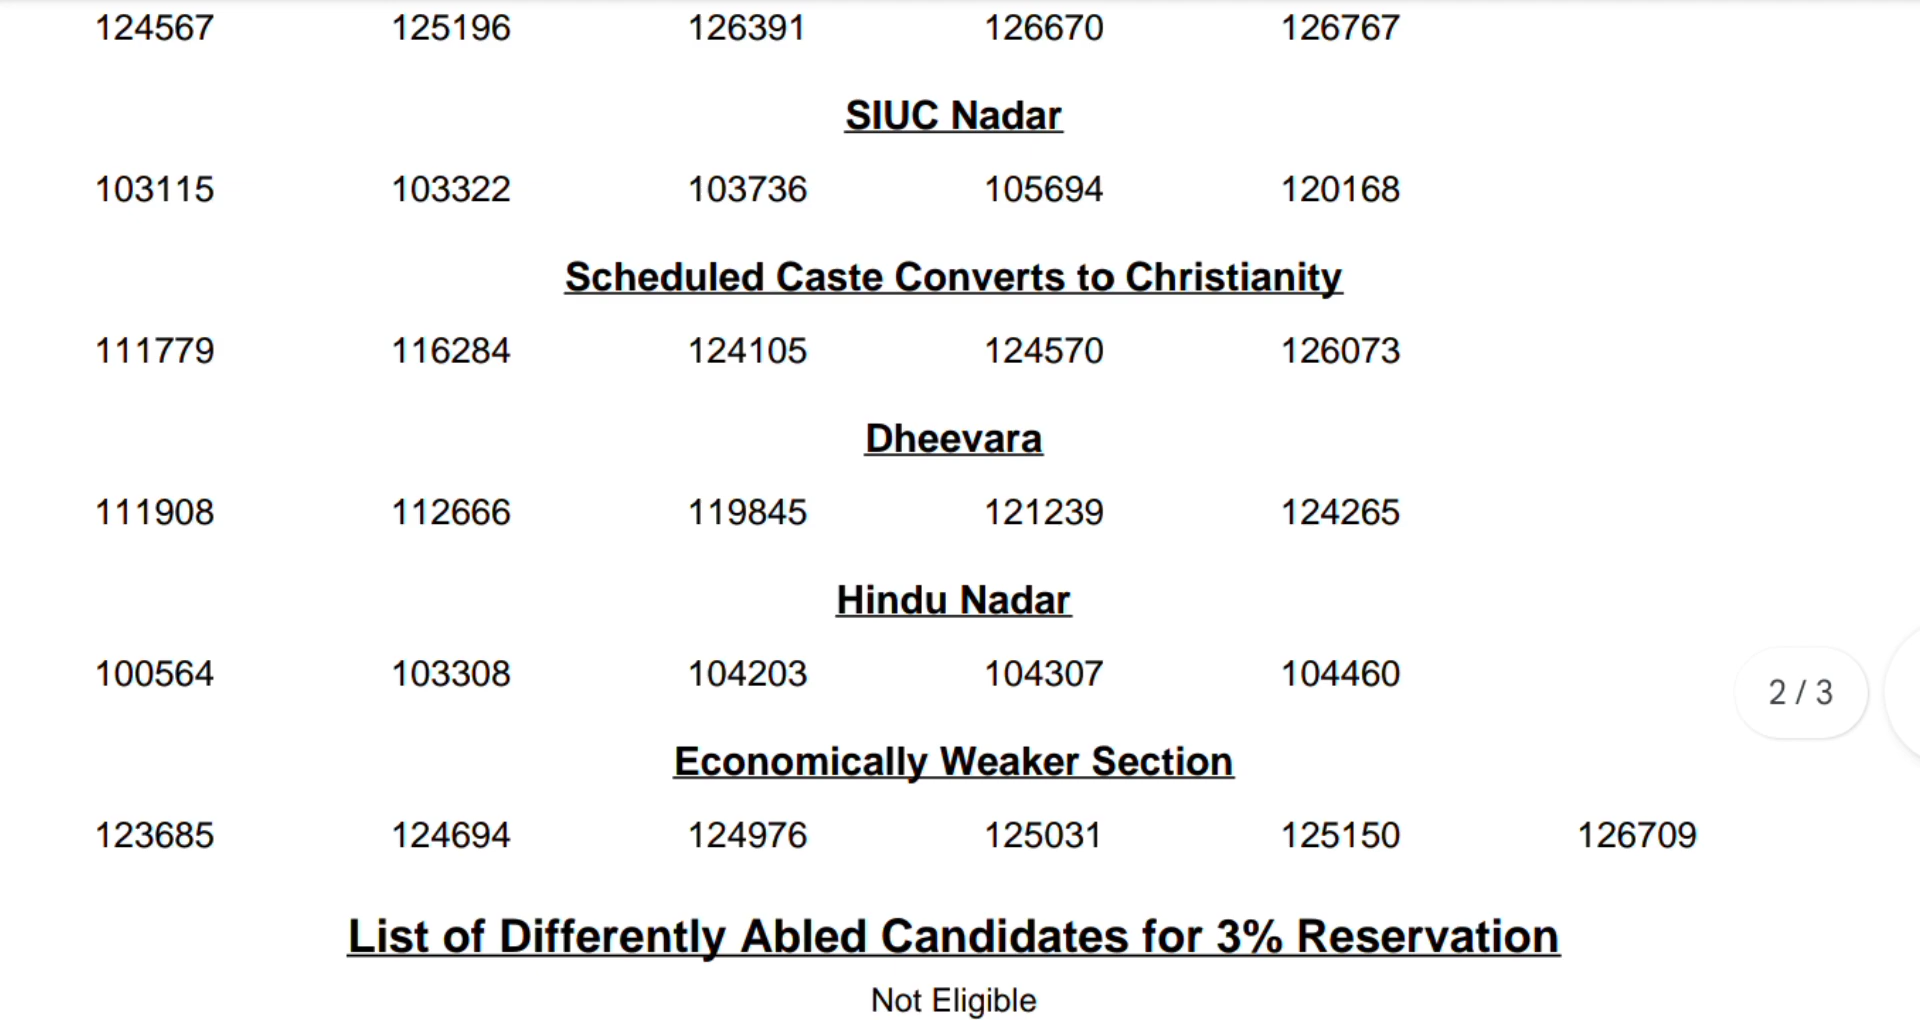 124567 125196 126391 126670 126767
SIUC Nadar
103115 103322 103736 105694 120168
Scheduled Caste Converts to Christianity
111779 116284 124105 124570 126073
Dheevara
111908 112666 119845 121239 124265
Hindu Nadar
100564 103308 104203 104307 104460
2 / 3
Economically Weaker Section
123685 124694 124976 125031 125150 126709
List of Differently Abled Candidates for 3% Reservation
Not Eligible